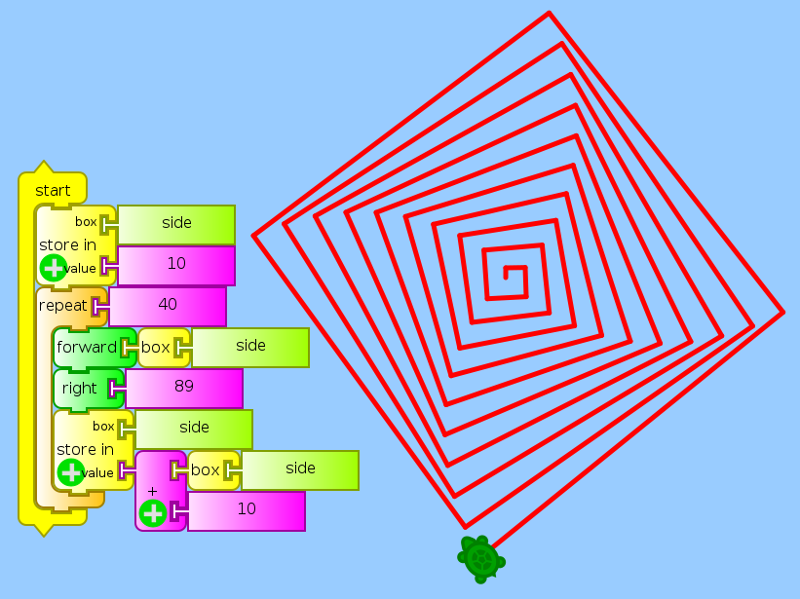 start
box side
store in
value 10
repeat 40
forward box side
right 89
box side
store in
value box side
+
10